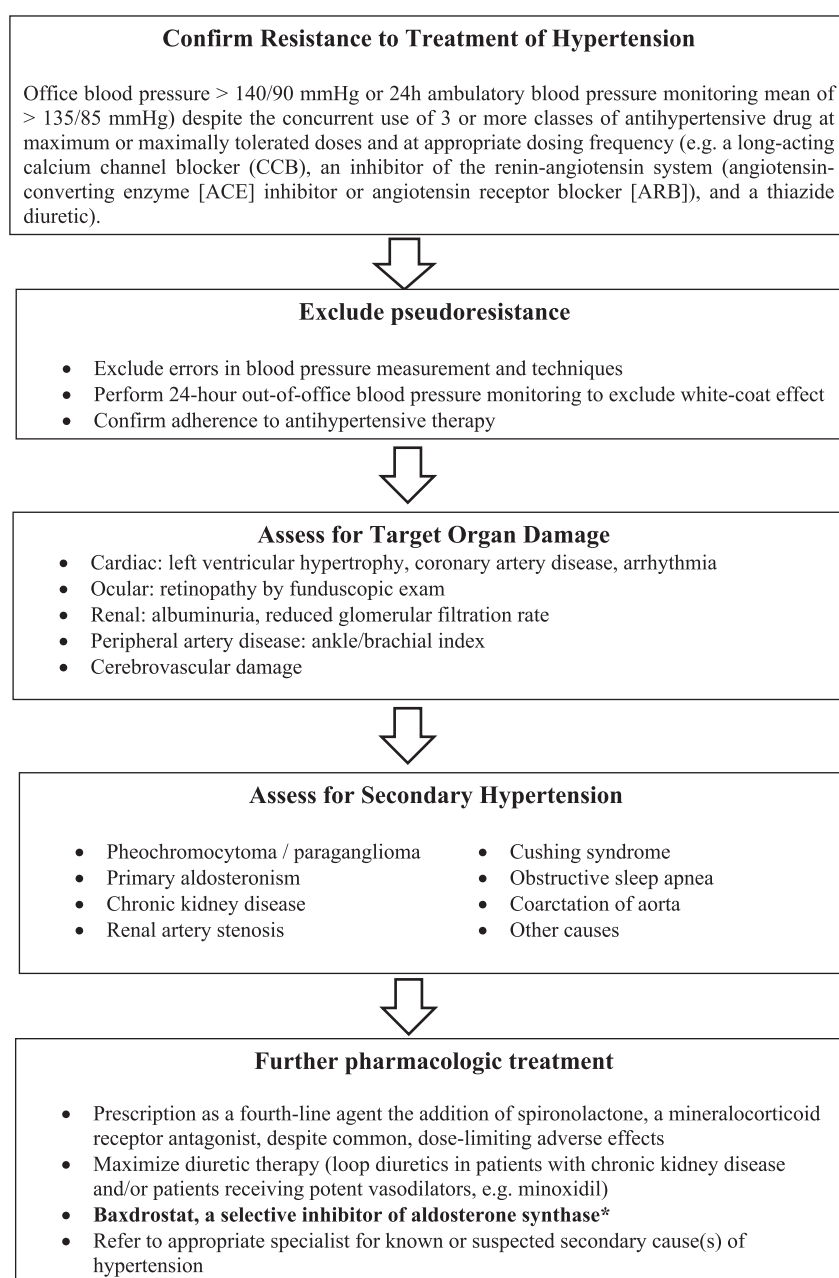 Confirm Resistance to Treatment of Hypertension
Office blood pressure > 140/90 mmHg or 24h ambulatory blood pressure monitoring mean of
> 135/85 mmHg) despite the concurrent use of 3 or more classes of antihypertensive drug at
maximum or maximally tolerated doses and at appropriate dosing frequency (e.g. a long-acting
calcium channel blocker (CCB), an inhibitor of the renin-angiotensin system (angiotensin-
converting enzyme [ACE] inhibitor or angiotensin receptor blocker [ARB]), and a thiazide
diuretic).
Exclude pseudoresistance
• Exclude errors in blood pressure measurement and techniques
• Perform 24-hour out-of-office blood pressure monitoring to exclude white-coat effect
• Confirm adherence to antihypertensive therapy
Assess for Target Organ Damage
• Cardiac: left ventricular hypertrophy, coronary artery disease, arrhythmia
• Ocular: retinopathy by funduscopic exam
• Renal: albuminuria, reduced glomerular filtration rate
• Peripheral artery disease: ankle/brachial index
• Cerebrovascular damage
Assess for Secondary Hypertension
• Pheochromocytoma / paraganglioma
• Primary aldosteronism
• Chronic kidney disease
• Renal artery stenosis
• Cushing syndrome
• Obstructive sleep apnea
• Coarctation of aorta
• Other causes
Further pharmacologic treatment
• Prescription as a fourth-line agent the addition of spironolactone, a mineralocorticoid
receptor antagonist, despite common, dose-limiting adverse effects
• Maximize diuretic therapy (loop diuretics in patients with chronic kidney disease
and/or patients receiving potent vasodilators, e.g. minoxidil)
• Baxdrostat, a selective inhibitor of aldosterone synthase*
• Refer to appropriate specialist for known or suspected secondary cause(s) of
hypertension